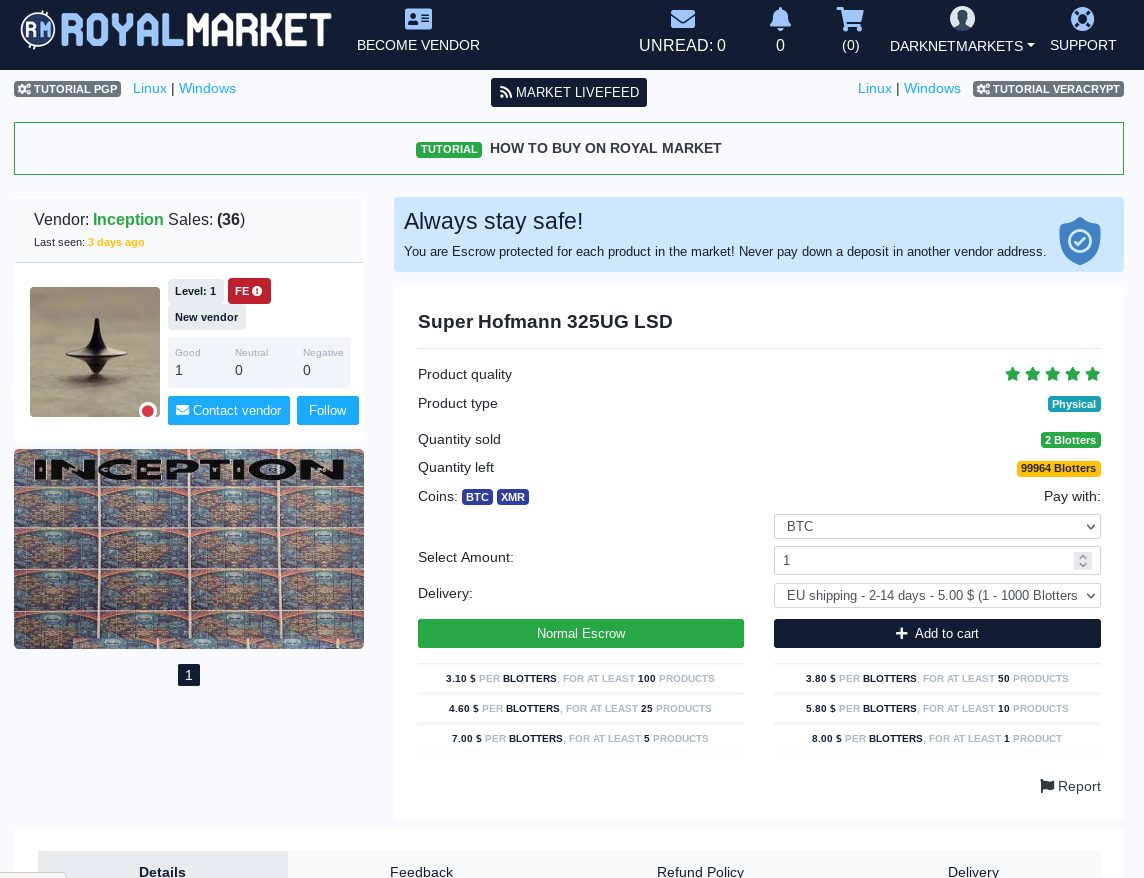 RM ROYALMARKET
BECOME VENDOR
UNREAD: 0
0
(0)
DARKNETMARKETS
SUPPORT
TUTORIAL PGP Linux | Windows
MARKET LIVEFEED
Linux | Windows TUTORIAL VERACRYPT
TUTORIAL HOW TO BUY ON ROYAL MARKET
Vendor: Inception Sales: (36)
Last seen: 3 days ago
Level: 1 FE
New vendor
Good Neutral Negative
1 0 0
Contact vendor Follow
INCEPTION
1
Always stay safe!
You are Escrow protected for each product in the market! Never pay down a deposit in another vendor address.
Super Hofmann 325UG LSD
Product quality
Product type Physical
Quantity sold 2 Blotters
Quantity left 99964 Blotters
Coins: BTC XMR Pay with:
BTC
Select Amount: 1
Delivery: EU shipping - 2-14 days - 5.00 $ (1 - 1000 Blotters
Normal Escrow Add to cart
3.10 $ PER BLOTTERS, FOR AT LEAST 100 PRODUCTS 3.80 $ PER BLOTTERS, FOR AT LEAST 50 PRODUCTS
4.60 $ PER BLOTTERS, FOR AT LEAST 25 PRODUCTS 5.80 $ PER BLOTTERS, FOR AT LEAST 10 PRODUCTS
7.00 $ PER BLOTTERS, FOR AT LEAST 5 PRODUCTS 8.00 $ PER BLOTTERS, FOR AT LEAST 1 PRODUCT
Report
Details Feedback Refund Policy Delivery